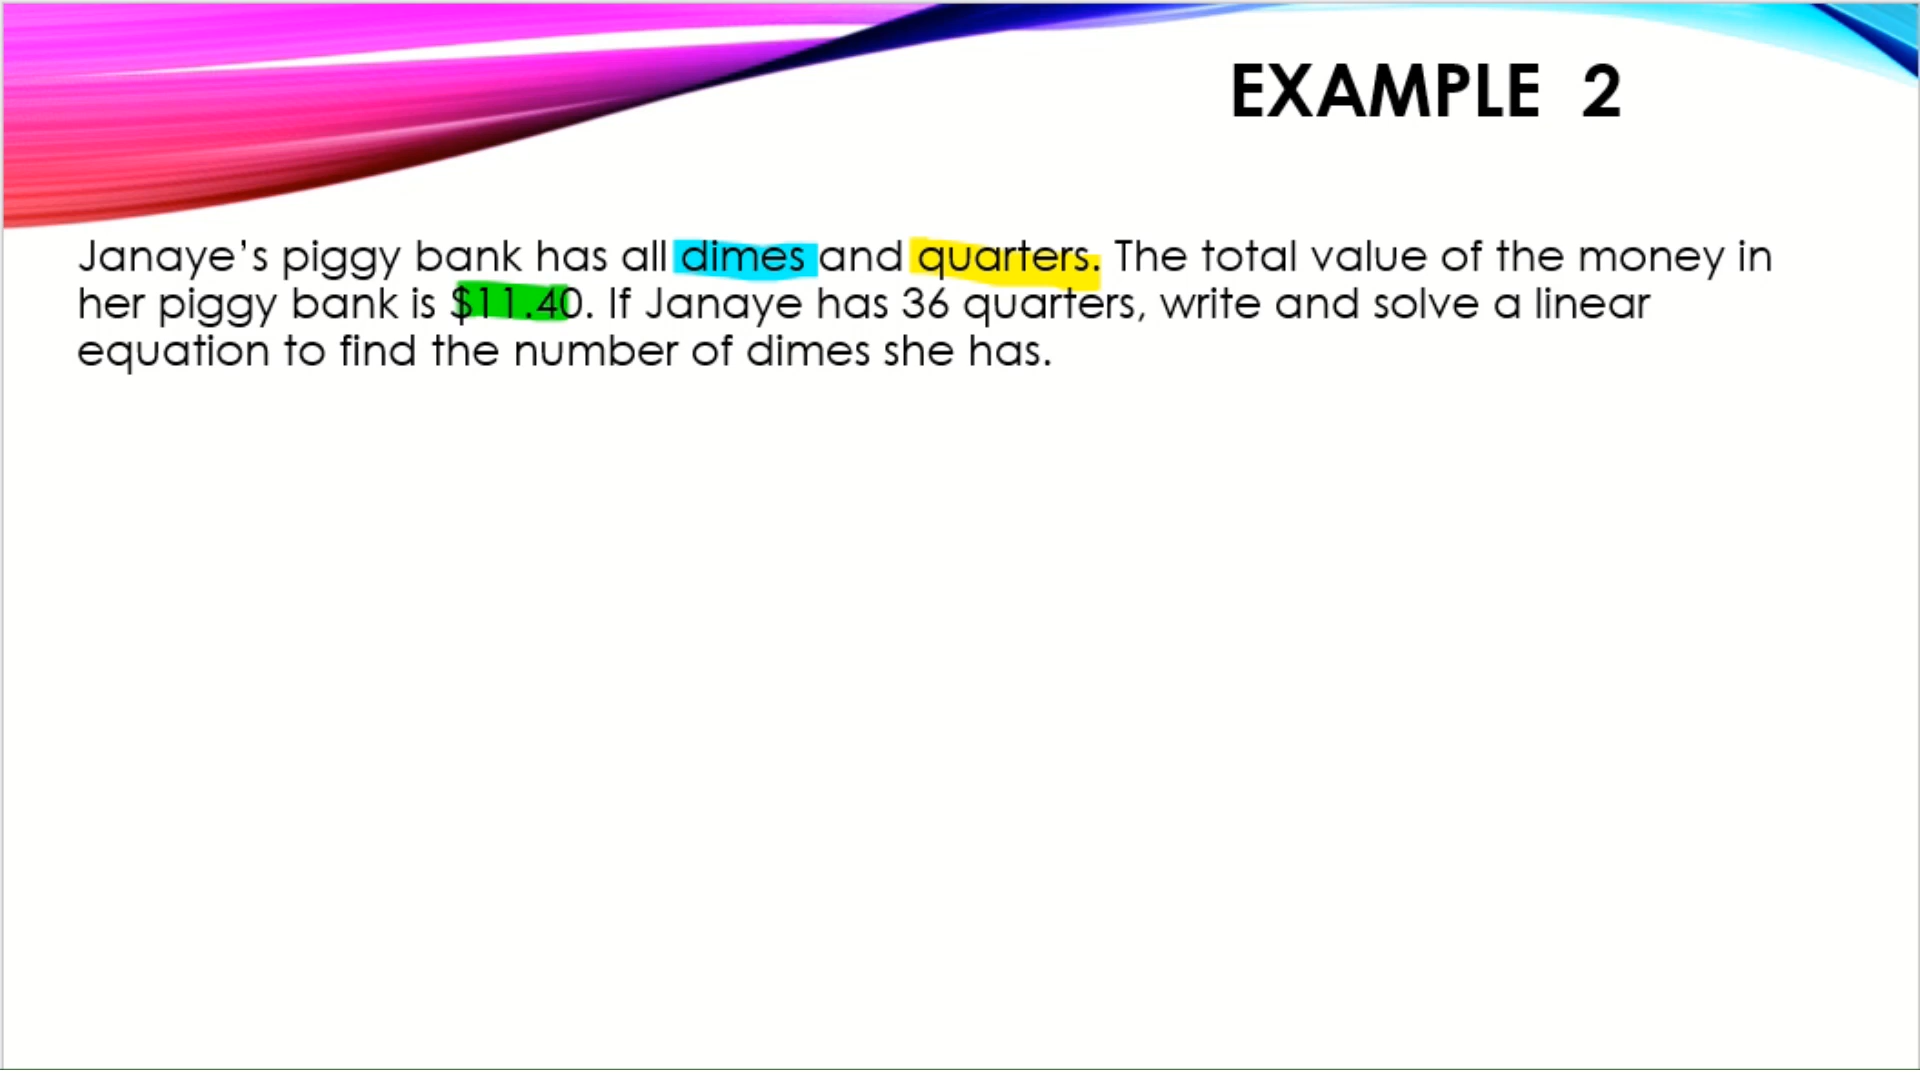 EXAMPLE 2
Janaye’s piggy bank has all dimes and quarters. The total value of the money in
her piggy bank is $11.40. If Janaye has 36 quarters, write and solve a linear
equation to find the number of dimes she has.